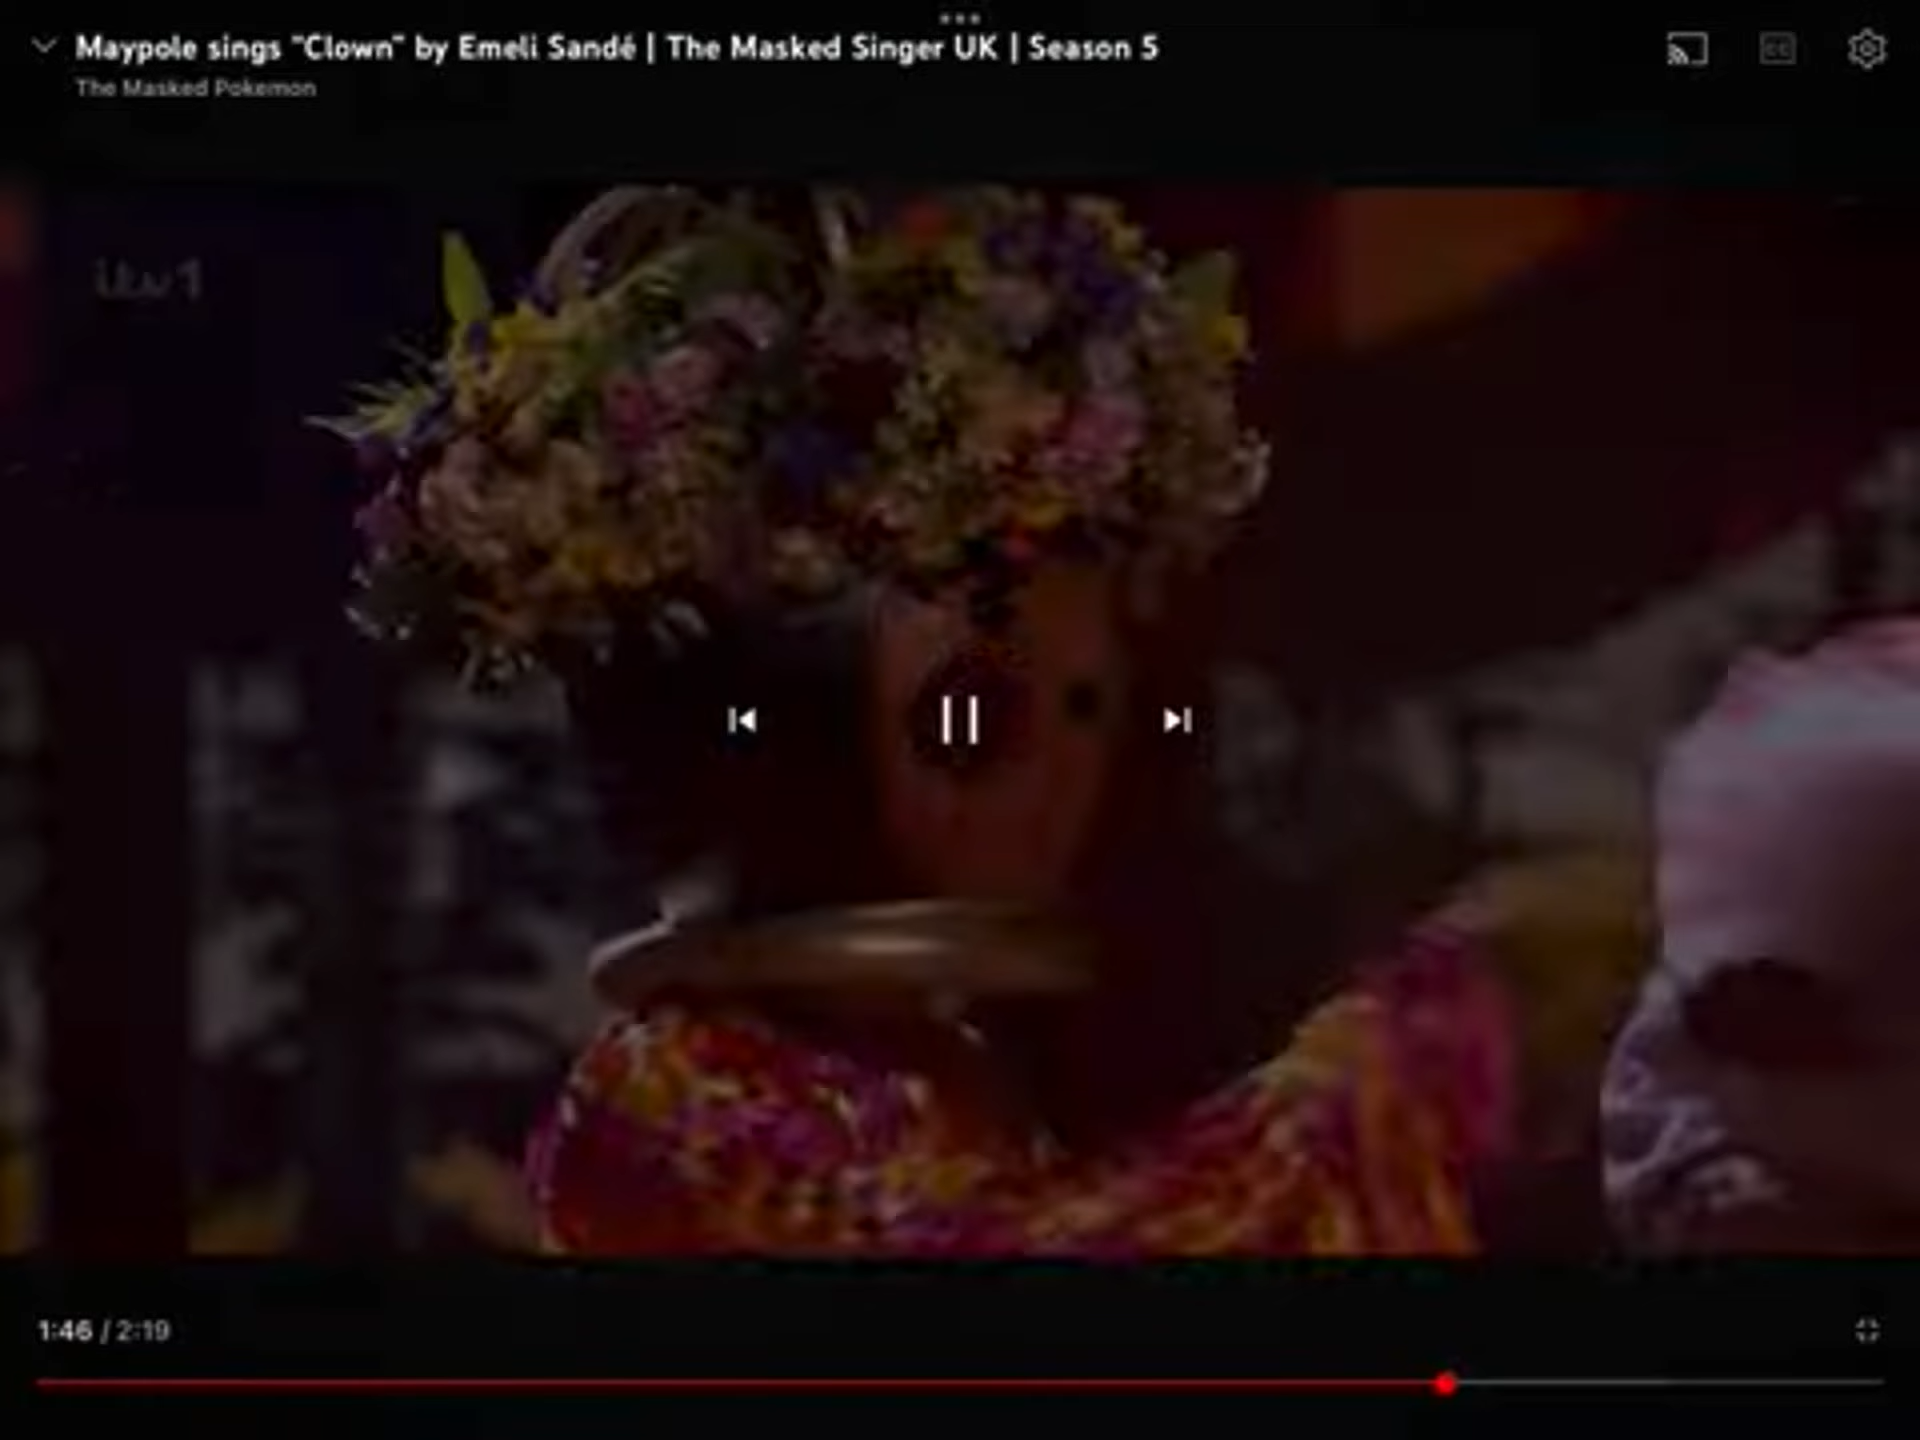 Maypole sings "Clown" by Emeli Sandé | The Masked Singer UK | Season 5
The Masked Pokemon
CC
itv1
1:46 / 2:19